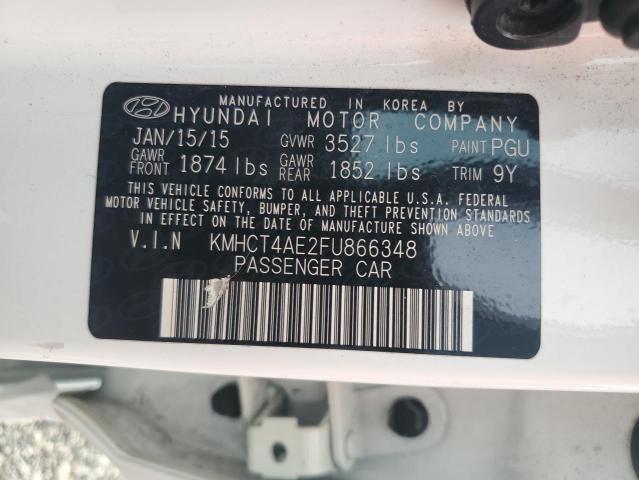 MANUFACTURED IN KOREA BY
HYUNDAI MOTOR COMPANY
JAN/15/15 GVWR 3527 lbs PAINT PGU
GAWR FRONT 1874 lbs GAWR REAR 1852 lbs TRIM 9Y
THIS VEHICLE CONFORMS TO ALL APPLICABLE U.S.A. FEDERAL
MOTOR VEHICLE SAFETY, BUMPER, AND THEFT PREVENTION STANDARDS
IN EFFECT ON THE DATE OF MANUFACTURE SHOWN ABOVE.
V.I.N KMHCT4AE2FU866348
PASSENGER CAR